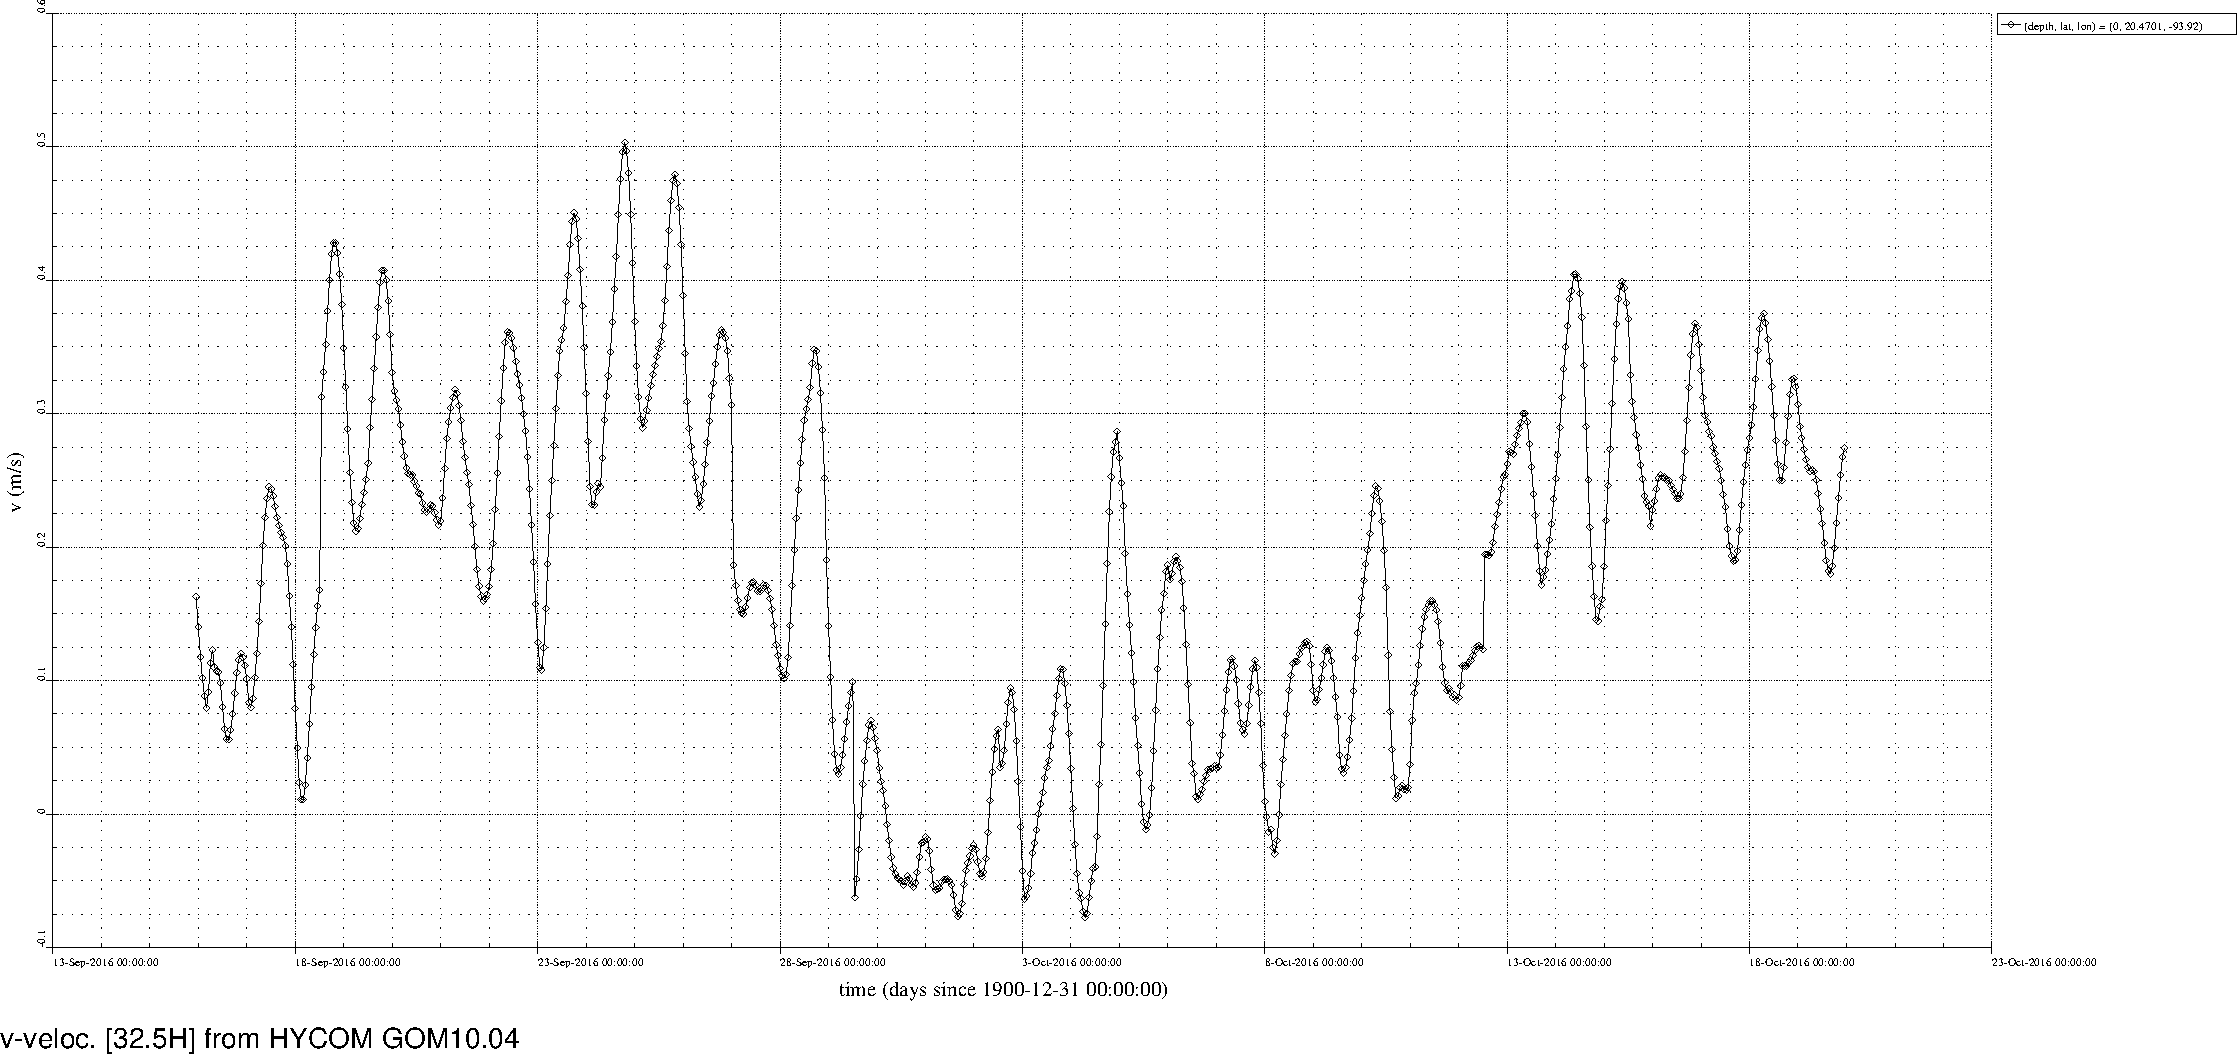 0.6
(depth, lat, lon) = (0, 20.4701, -93.92)
0.5
0.4
0.3
v (m/s)
0.2
0.1
0
-0.1
13-Sep-2016 00:00:00 18-Sep-2016 00:00:00 23-Sep-2016 00:00:00 28-Sep-2016 00:00:00 3-Oct-2016 00:00:00 8-Oct-2016 00:00:00 13-Oct-2016 00:00:00 18-Oct-2016 00:00:00 23-Oct-2016 00:00:00
time (days since 1900-12-31 00:00:00)
v-veloc. [32.5H] from HYCOM GOM10.04